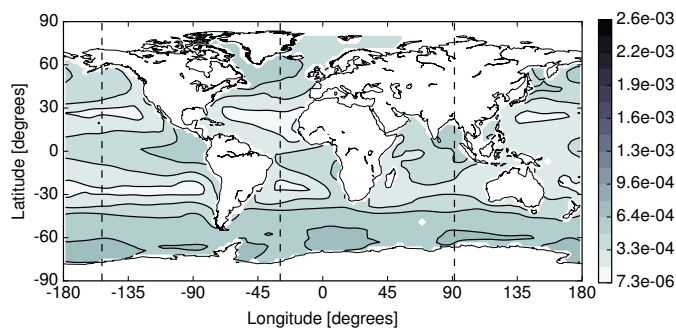 90
60
30
0
-30
-60
-90
Latitude [degrees]
-180 -135 -90 -45 0 45 90 135 180
Longitude [degrees]
2.6e-03
2.2e-03
1.9e-03
1.6e-03
1.3e-03
9.6e-04
6.4e-04
3.3e-04
7.3e-06